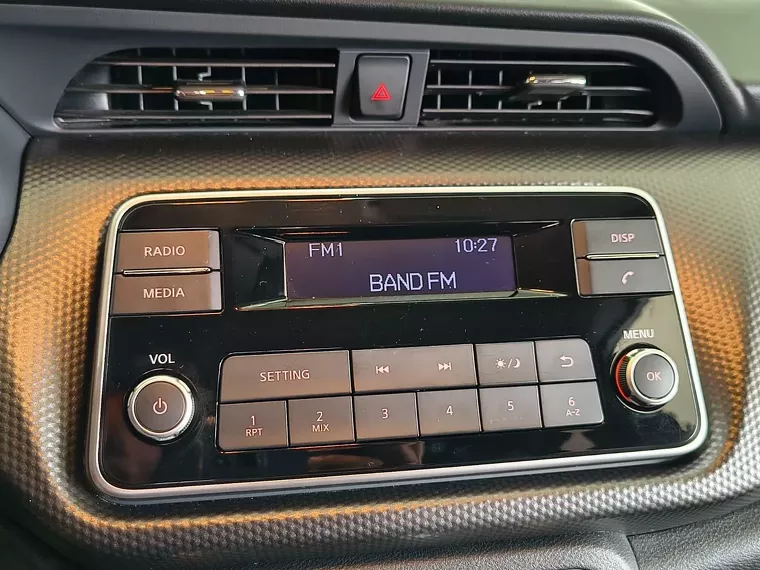 RADIO
MEDIA
FM1 10:27
BAND FM
DISP
VOL
MENU
SETTING
OK
1 2 3 4 5 6
RPT MIX A-Z